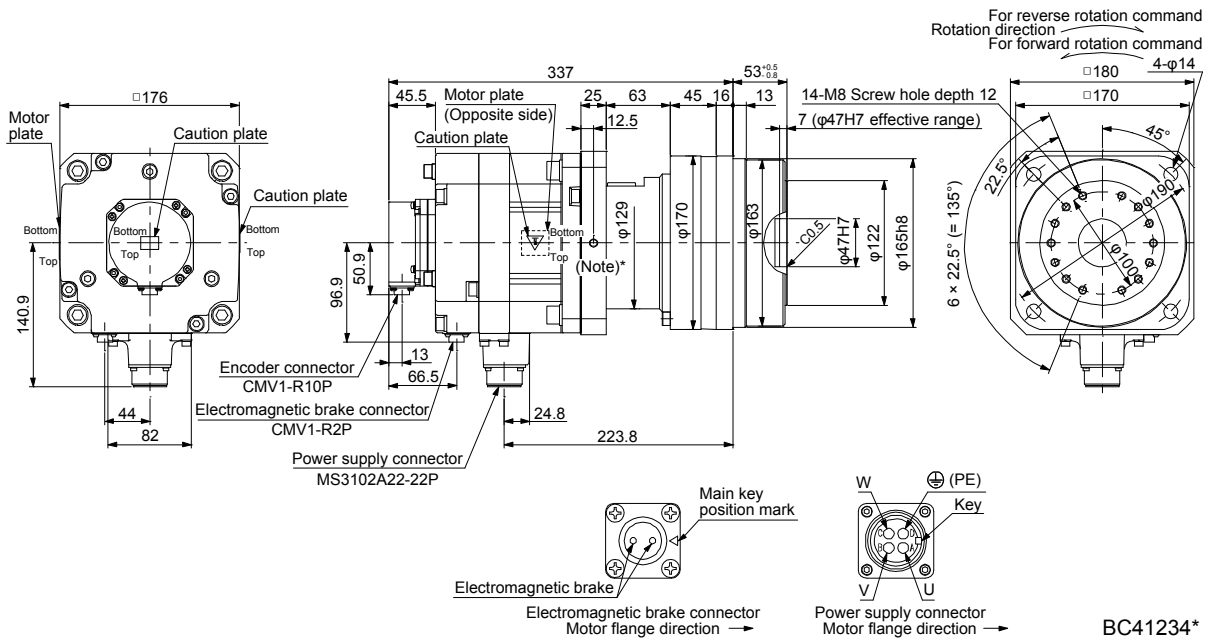 For reverse rotation command
Rotation direction
For forward rotation command
4-φ14
337
53 +0.5 -0.8
□180
□176
45.5
Motor plate (Opposite side)
25
63
45
16
13
14-M8 Screw hole depth 12
□170
Motor plate
Caution plate
Caution plate
12.5
7 (φ47H7 effective range)
45°
22.5°
Caution plate
φ190
Bottom
Bottom
Bottom
Top
Top
Top
Bottom
Top
(Note)*
φ129
φ170
φ163
C0.5
φ47H7
φ122
φ165h8
6 × 22.5° (= 135°)
φ100
140.9
96.9
50.9
13
66.5
Encoder connector
CMV1-R10P
44
82
Electromagnetic brake connector
CMV1-R2P
24.8
223.8
Power supply connector
MS3102A22-22P
Main key position mark
W
(PE)
Key
C
D
B
A
Electromagnetic brake
V
U
Electromagnetic brake connector
Motor flange direction
Power supply connector
Motor flange direction
BC41234*